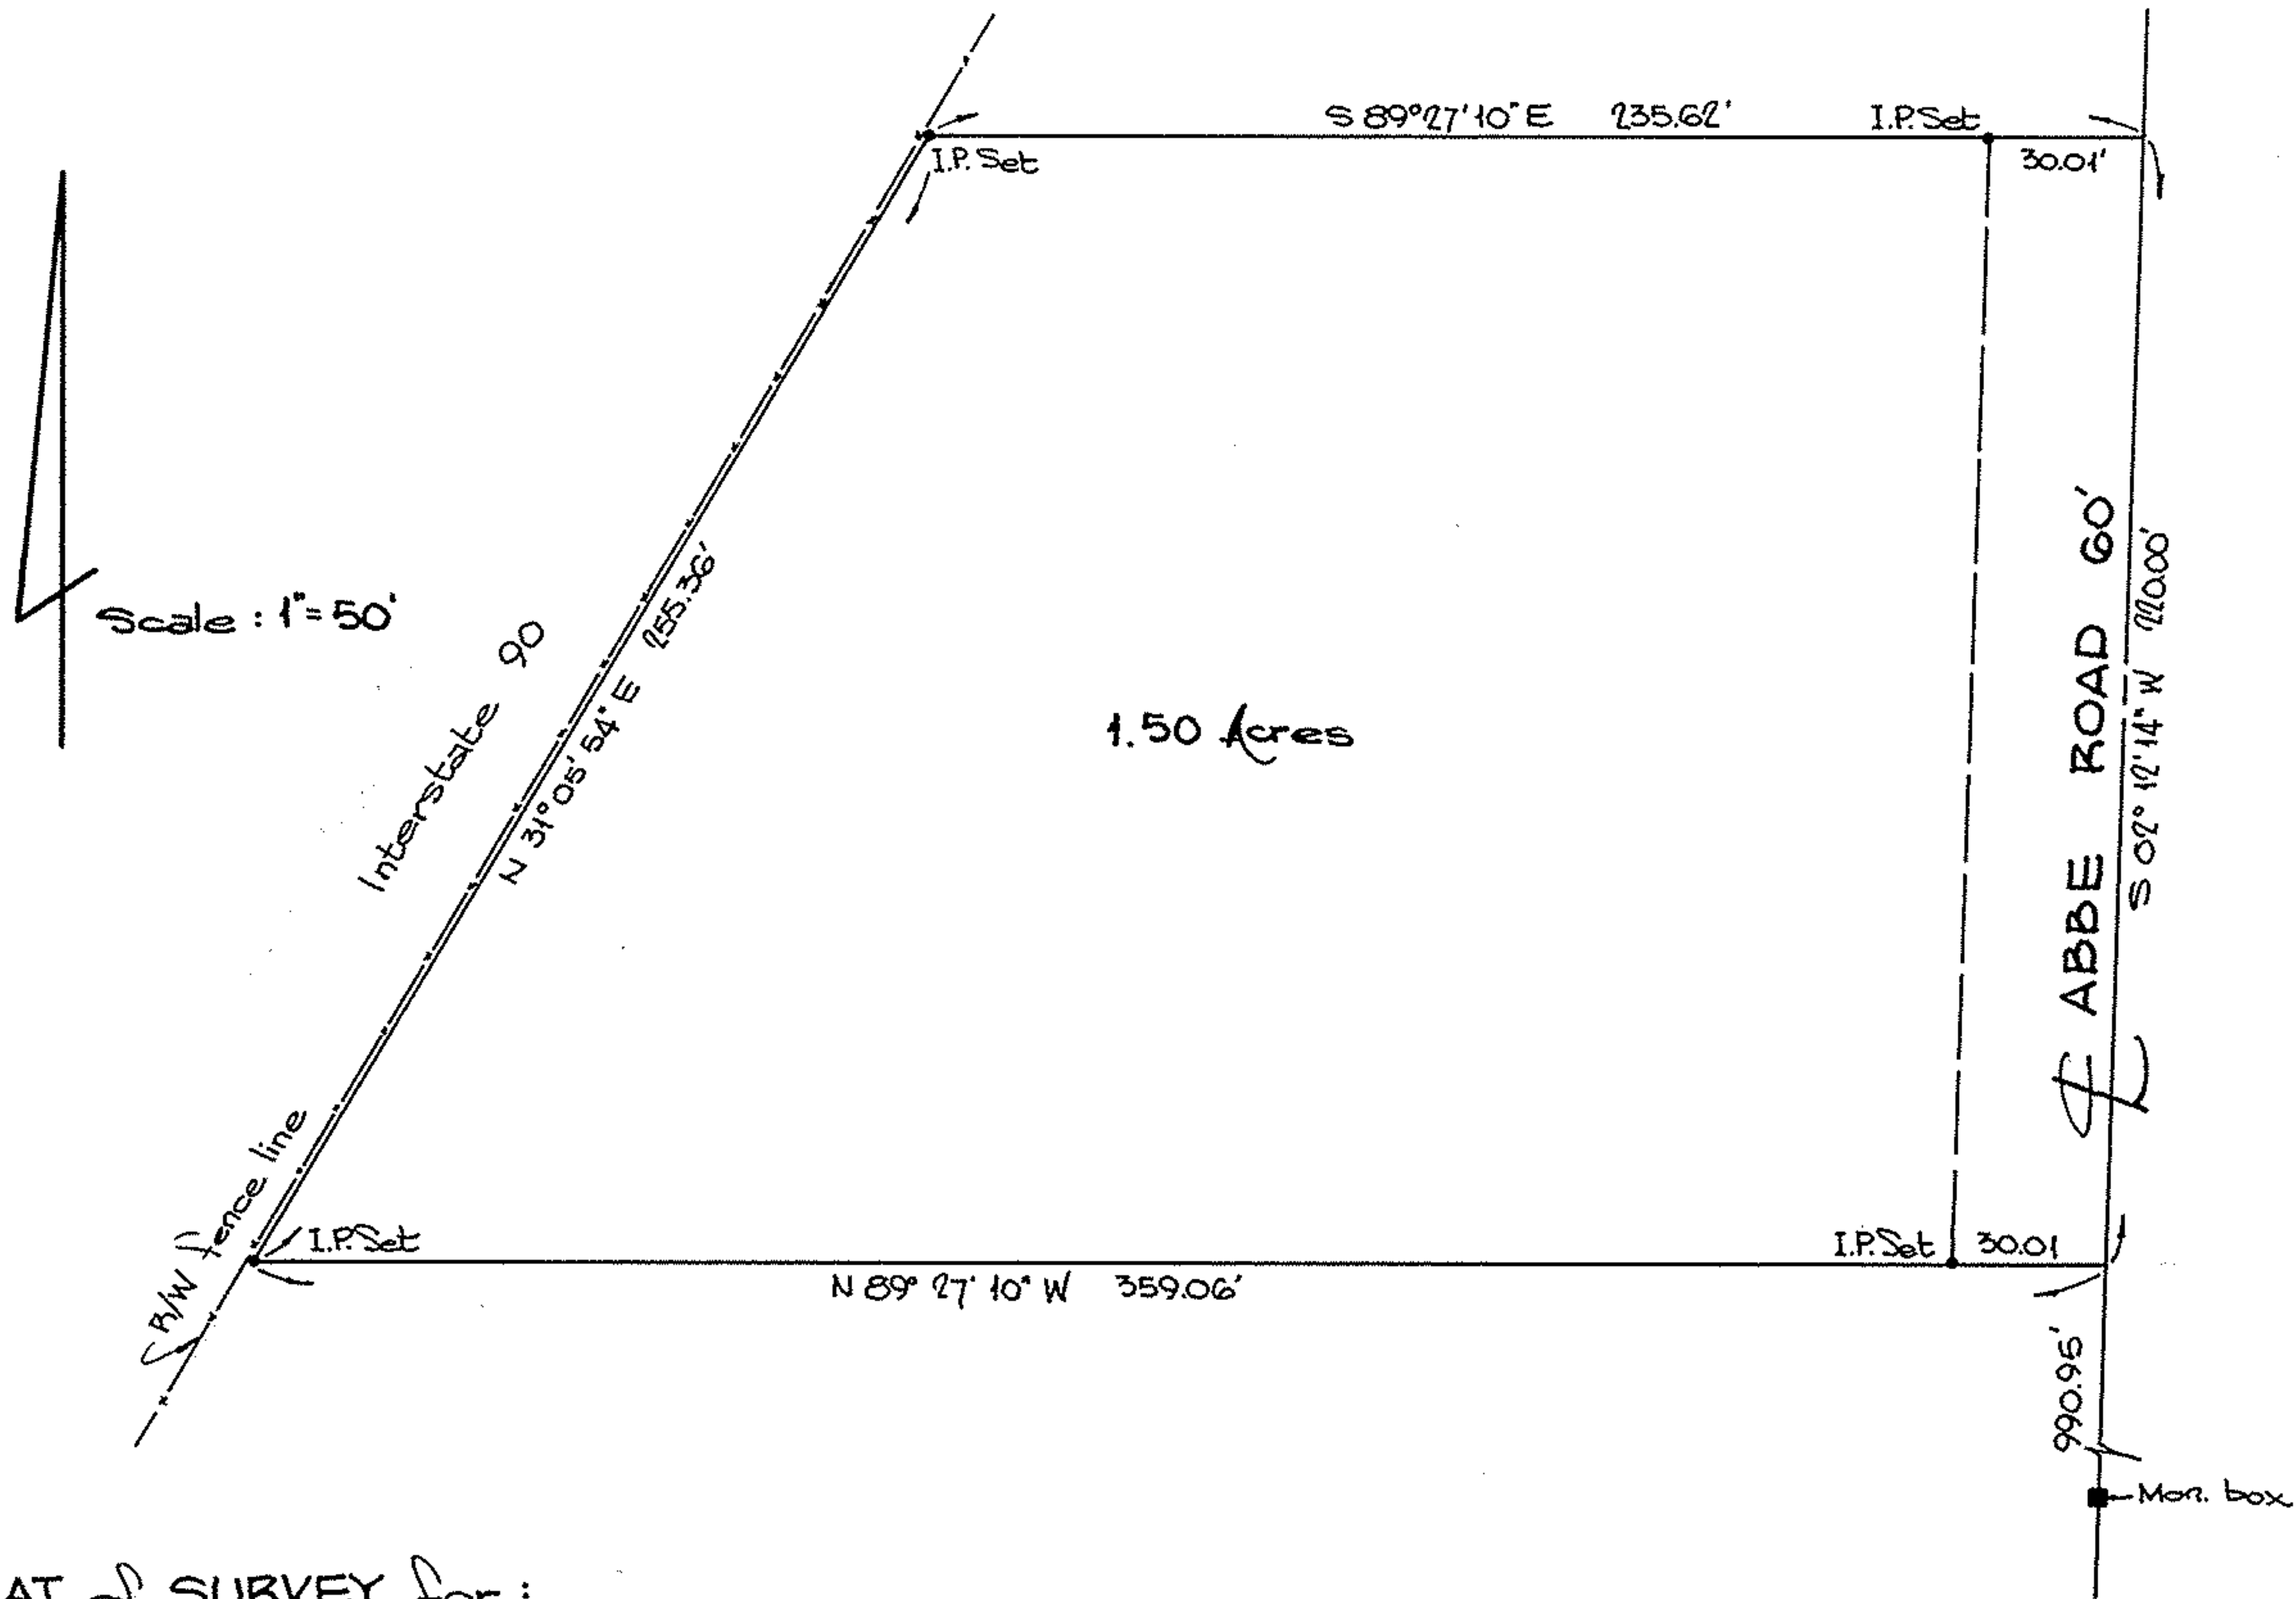 S 89°27'10" E 235.62'
I.P. Set
30.01'
I.P. Set
Scale : 1" = 50'
Interstate 90
N 31°05'54" E 255.36'
1.50 Acres
℄ ABBE ROAD 60'
S 02° 12' 14" W 220.00'
R/W fence line
I.P. Set
I.P. Set
30.01
N 89° 27' 10" W 359.06'
990.95'
Mon. box
AT of SURVEY for :